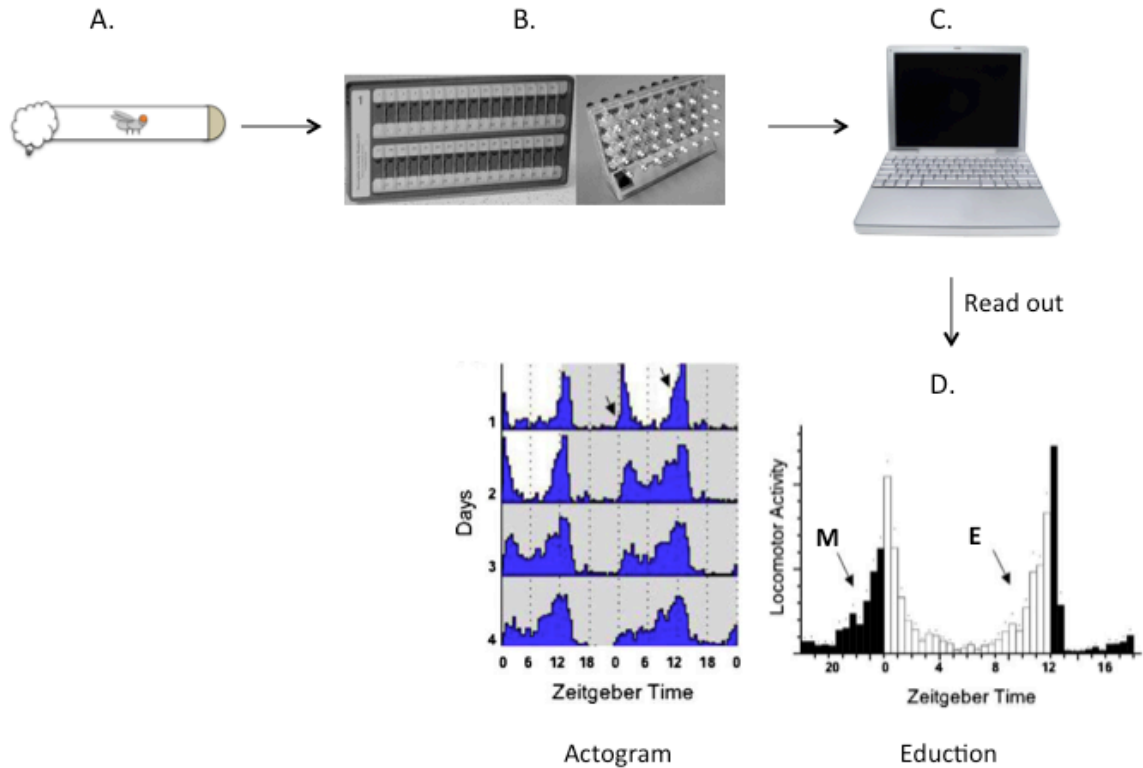 A.
B.
C.
Read out
D.
Days
1
2
3
4
0 6 12 18 0 6 12 18 0
Zeitgeber Time
Actogram
Locomotor Activity
M
E
20 0 4 8 12 16
Zeitgeber Time
Eduction